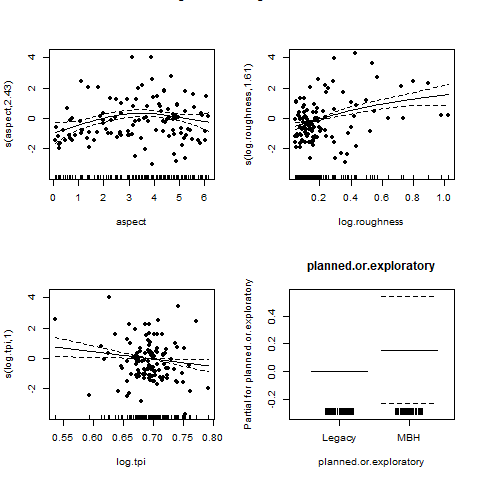 s(aspect,2.43)
4
2
0
-2
0 1 2 3 4 5 6
aspect
s(log.roughness,1.61)
4
2
0
-2
0.2 0.4 0.6 0.8 1.0
log.roughness
s(log.tpi,1)
4
2
0
-2
0.55 0.60 0.65 0.70 0.75 0.80
log.tpi
planned.or.exploratory
Partial for planned.or.exploratory
0.4
0.2
0.0
-0.2
Legacy MBH
planned.or.exploratory